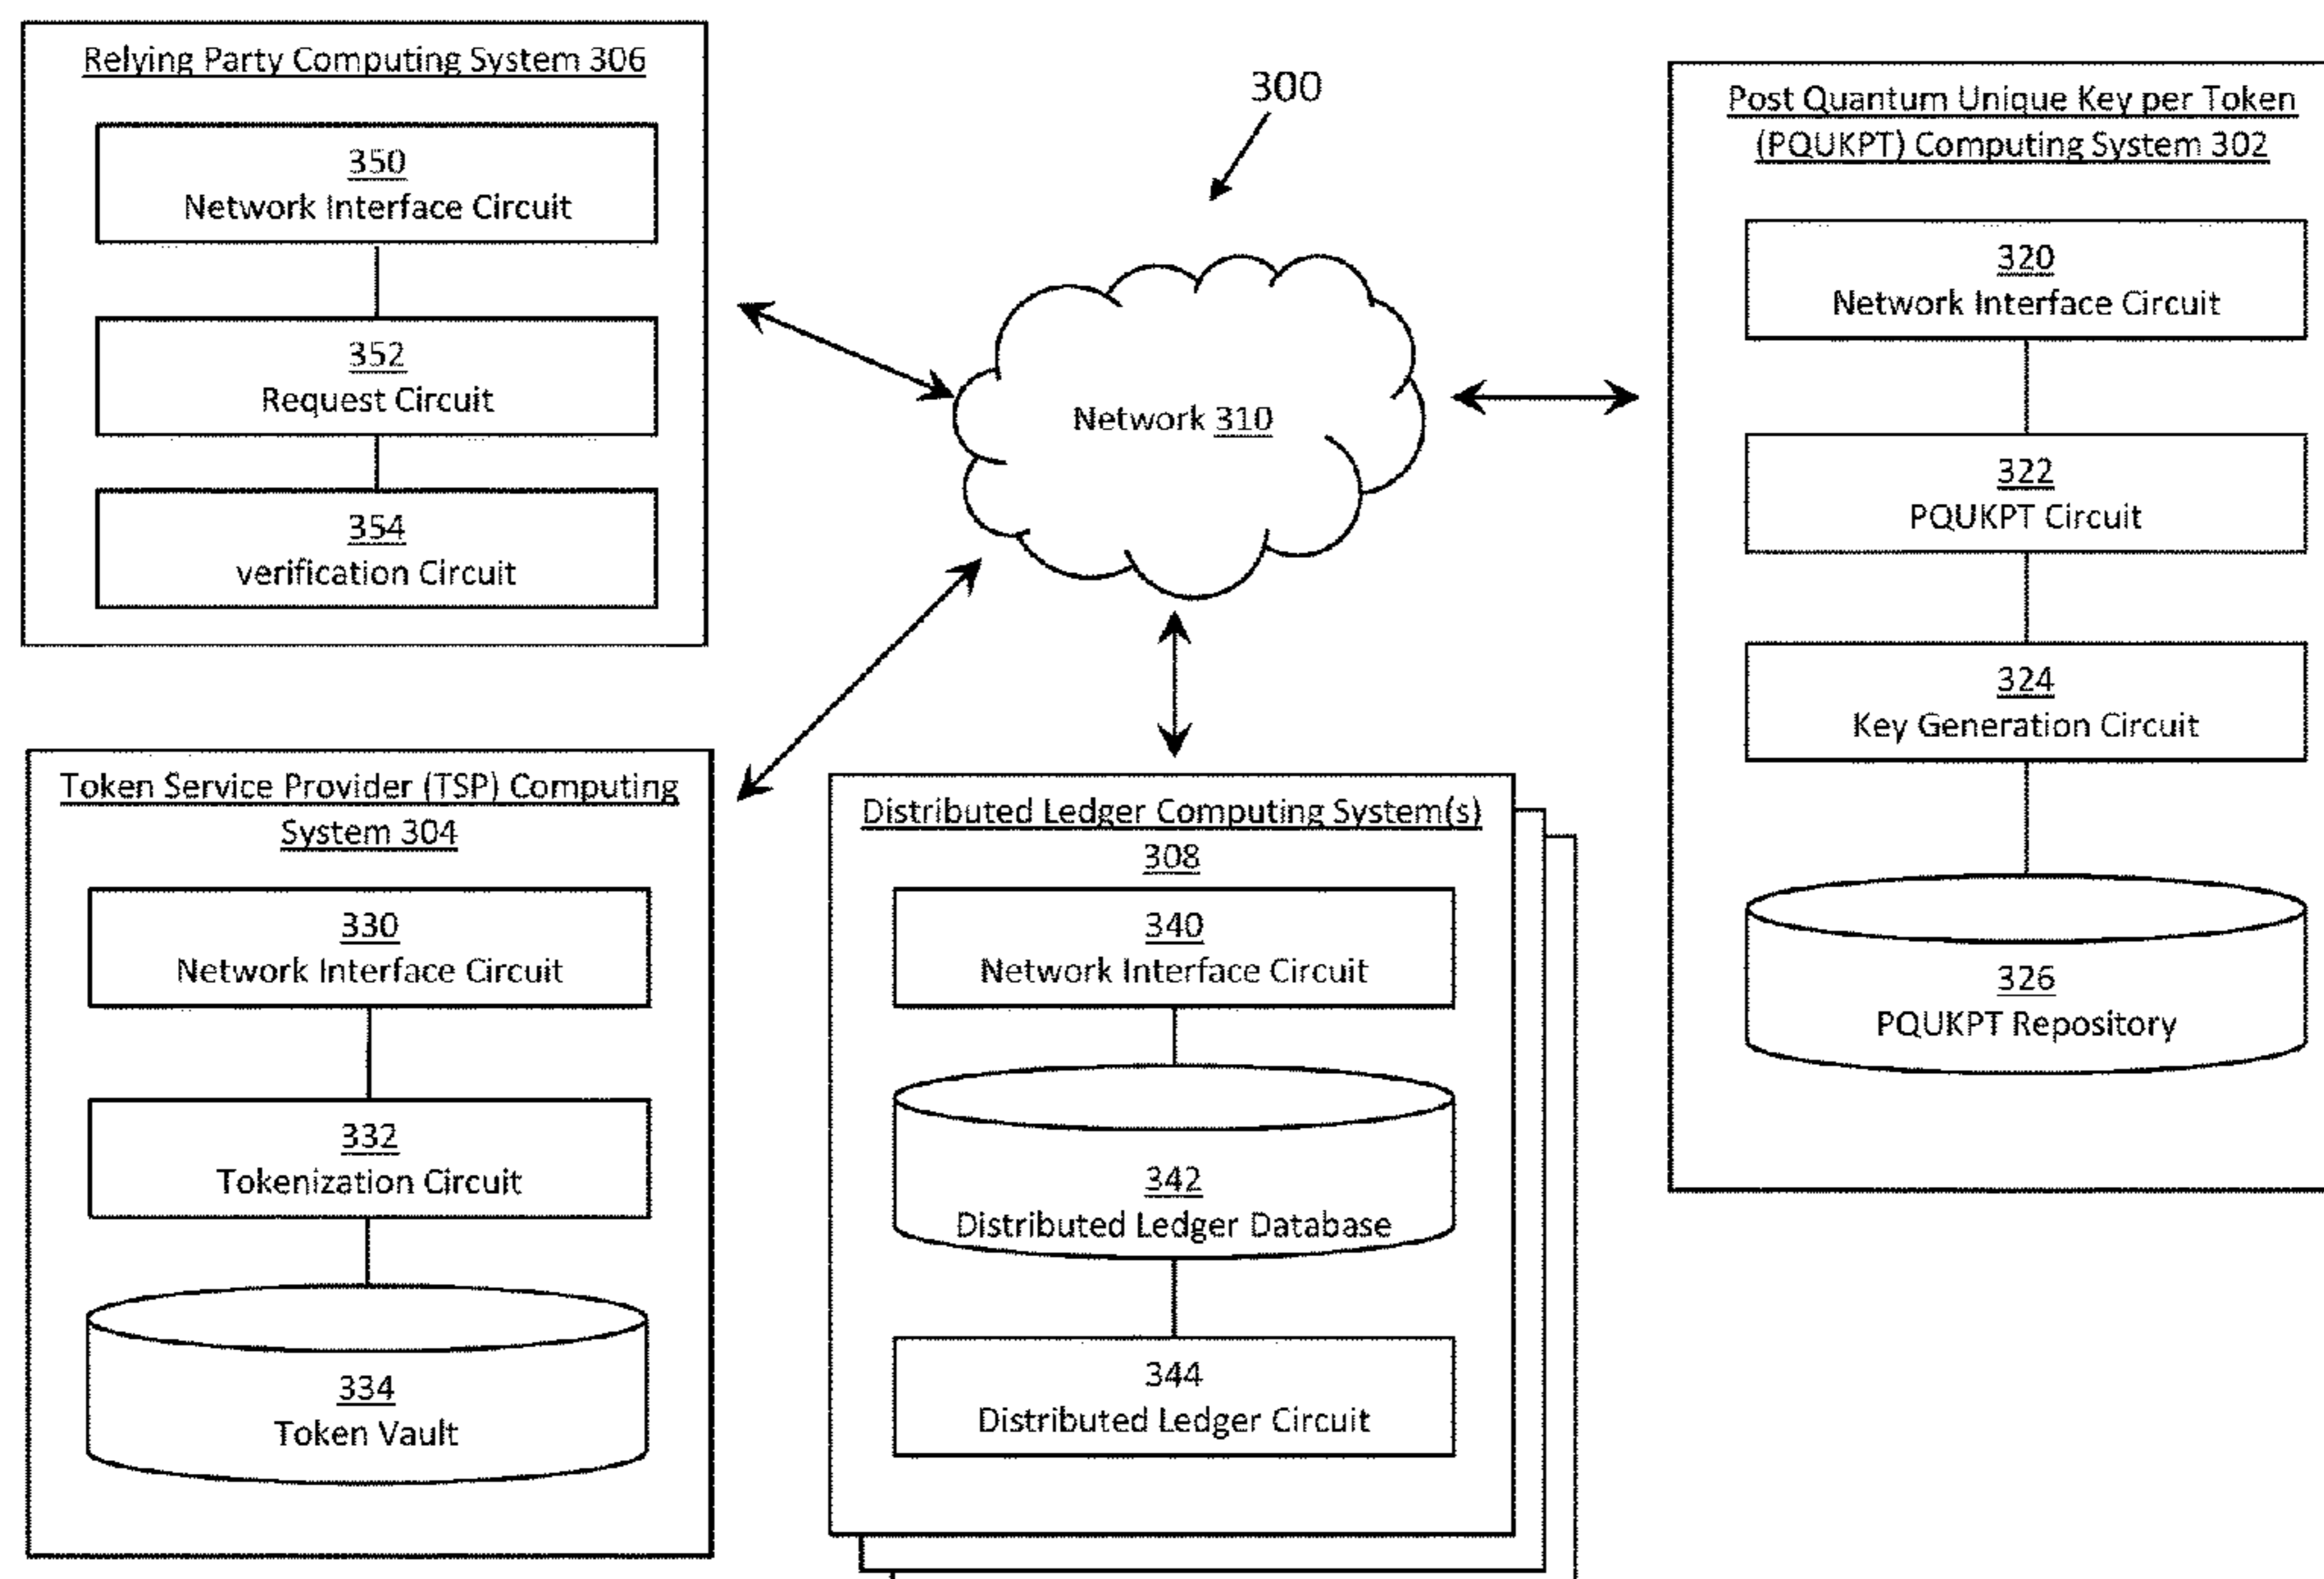 Relying Party Computing System 306
350
Network Interface Circuit
352
Request Circuit
354
verification Circuit
300
Network 310
Post Quantum Unique Key per Token
(PQUKPT) Computing System 302
320
Network Interface Circuit
322
PQUKPT Circuit
324
Key Generation Circuit
326
PQUKPT Repository
Token Service Provider (TSP) Computing
System 304
330
Network Interface Circuit
332
Tokenization Circuit
334
Token Vault
Distributed Ledger Computing System(s)
308
340
Network Interface Circuit
342
Distributed Ledger Database
344
Distributed Ledger Circuit